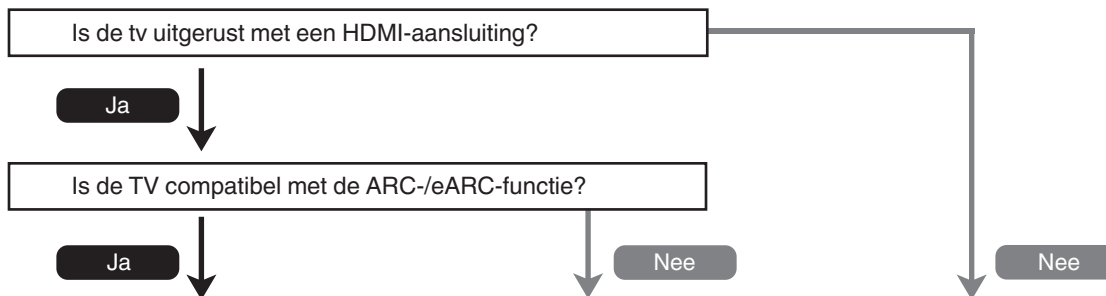 Is de tv uitgerust met een HDMI-aansluiting?
Ja
Is de TV compatibel met de ARC-/eARC-functie?
Ja
Nee
Nee